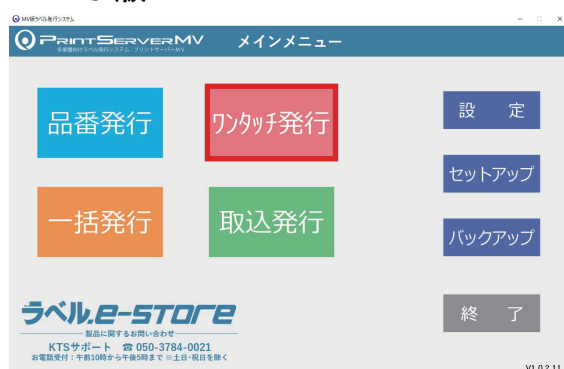 MV版ラベル発行システム
PRINTSERVERMV
多業種向けラベル発行システム・プリントサーバーMV
メインメニュー
品番発行
ワンタッチ発行
設 定
セットアップ
一括発行
取込発行
バックアップ
ラベル.e-STORE
製品に関するお問い合わせ
KTSサポート ☎ 050-3784-0021
お電話受付：午前10時から午後5時まで ※土日・祝日を除く
終 了
V1.0.2.11